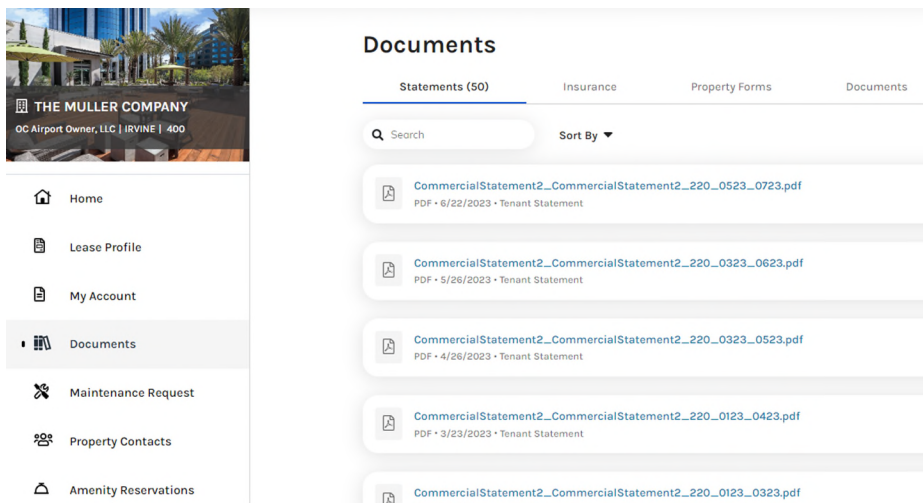 THE MULLER COMPANY
OC Airport Owner, LLC | IRVINE | 400
Home
Lease Profile
My Account
Documents
Maintenance Request
Property Contacts
Amenity Reservations
Documents
Statements (50)
Insurance
Property Forms
Documents
Search
Sort By
CommercialStatement2_CommercialStatement2_220_0523_0723.pdf
PDF • 6/22/2023 • Tenant Statement
CommercialStatement2_CommercialStatement2_220_0323_0623.pdf
PDF • 5/26/2023 • Tenant Statement
CommercialStatement2_CommercialStatement2_220_0323_0523.pdf
PDF • 4/26/2023 • Tenant Statement
CommercialStatement2_CommercialStatement2_220_0123_0423.pdf
PDF • 3/23/2023 • Tenant Statement
CommercialStatement2_CommercialStatement2_220_0123_0323.pdf